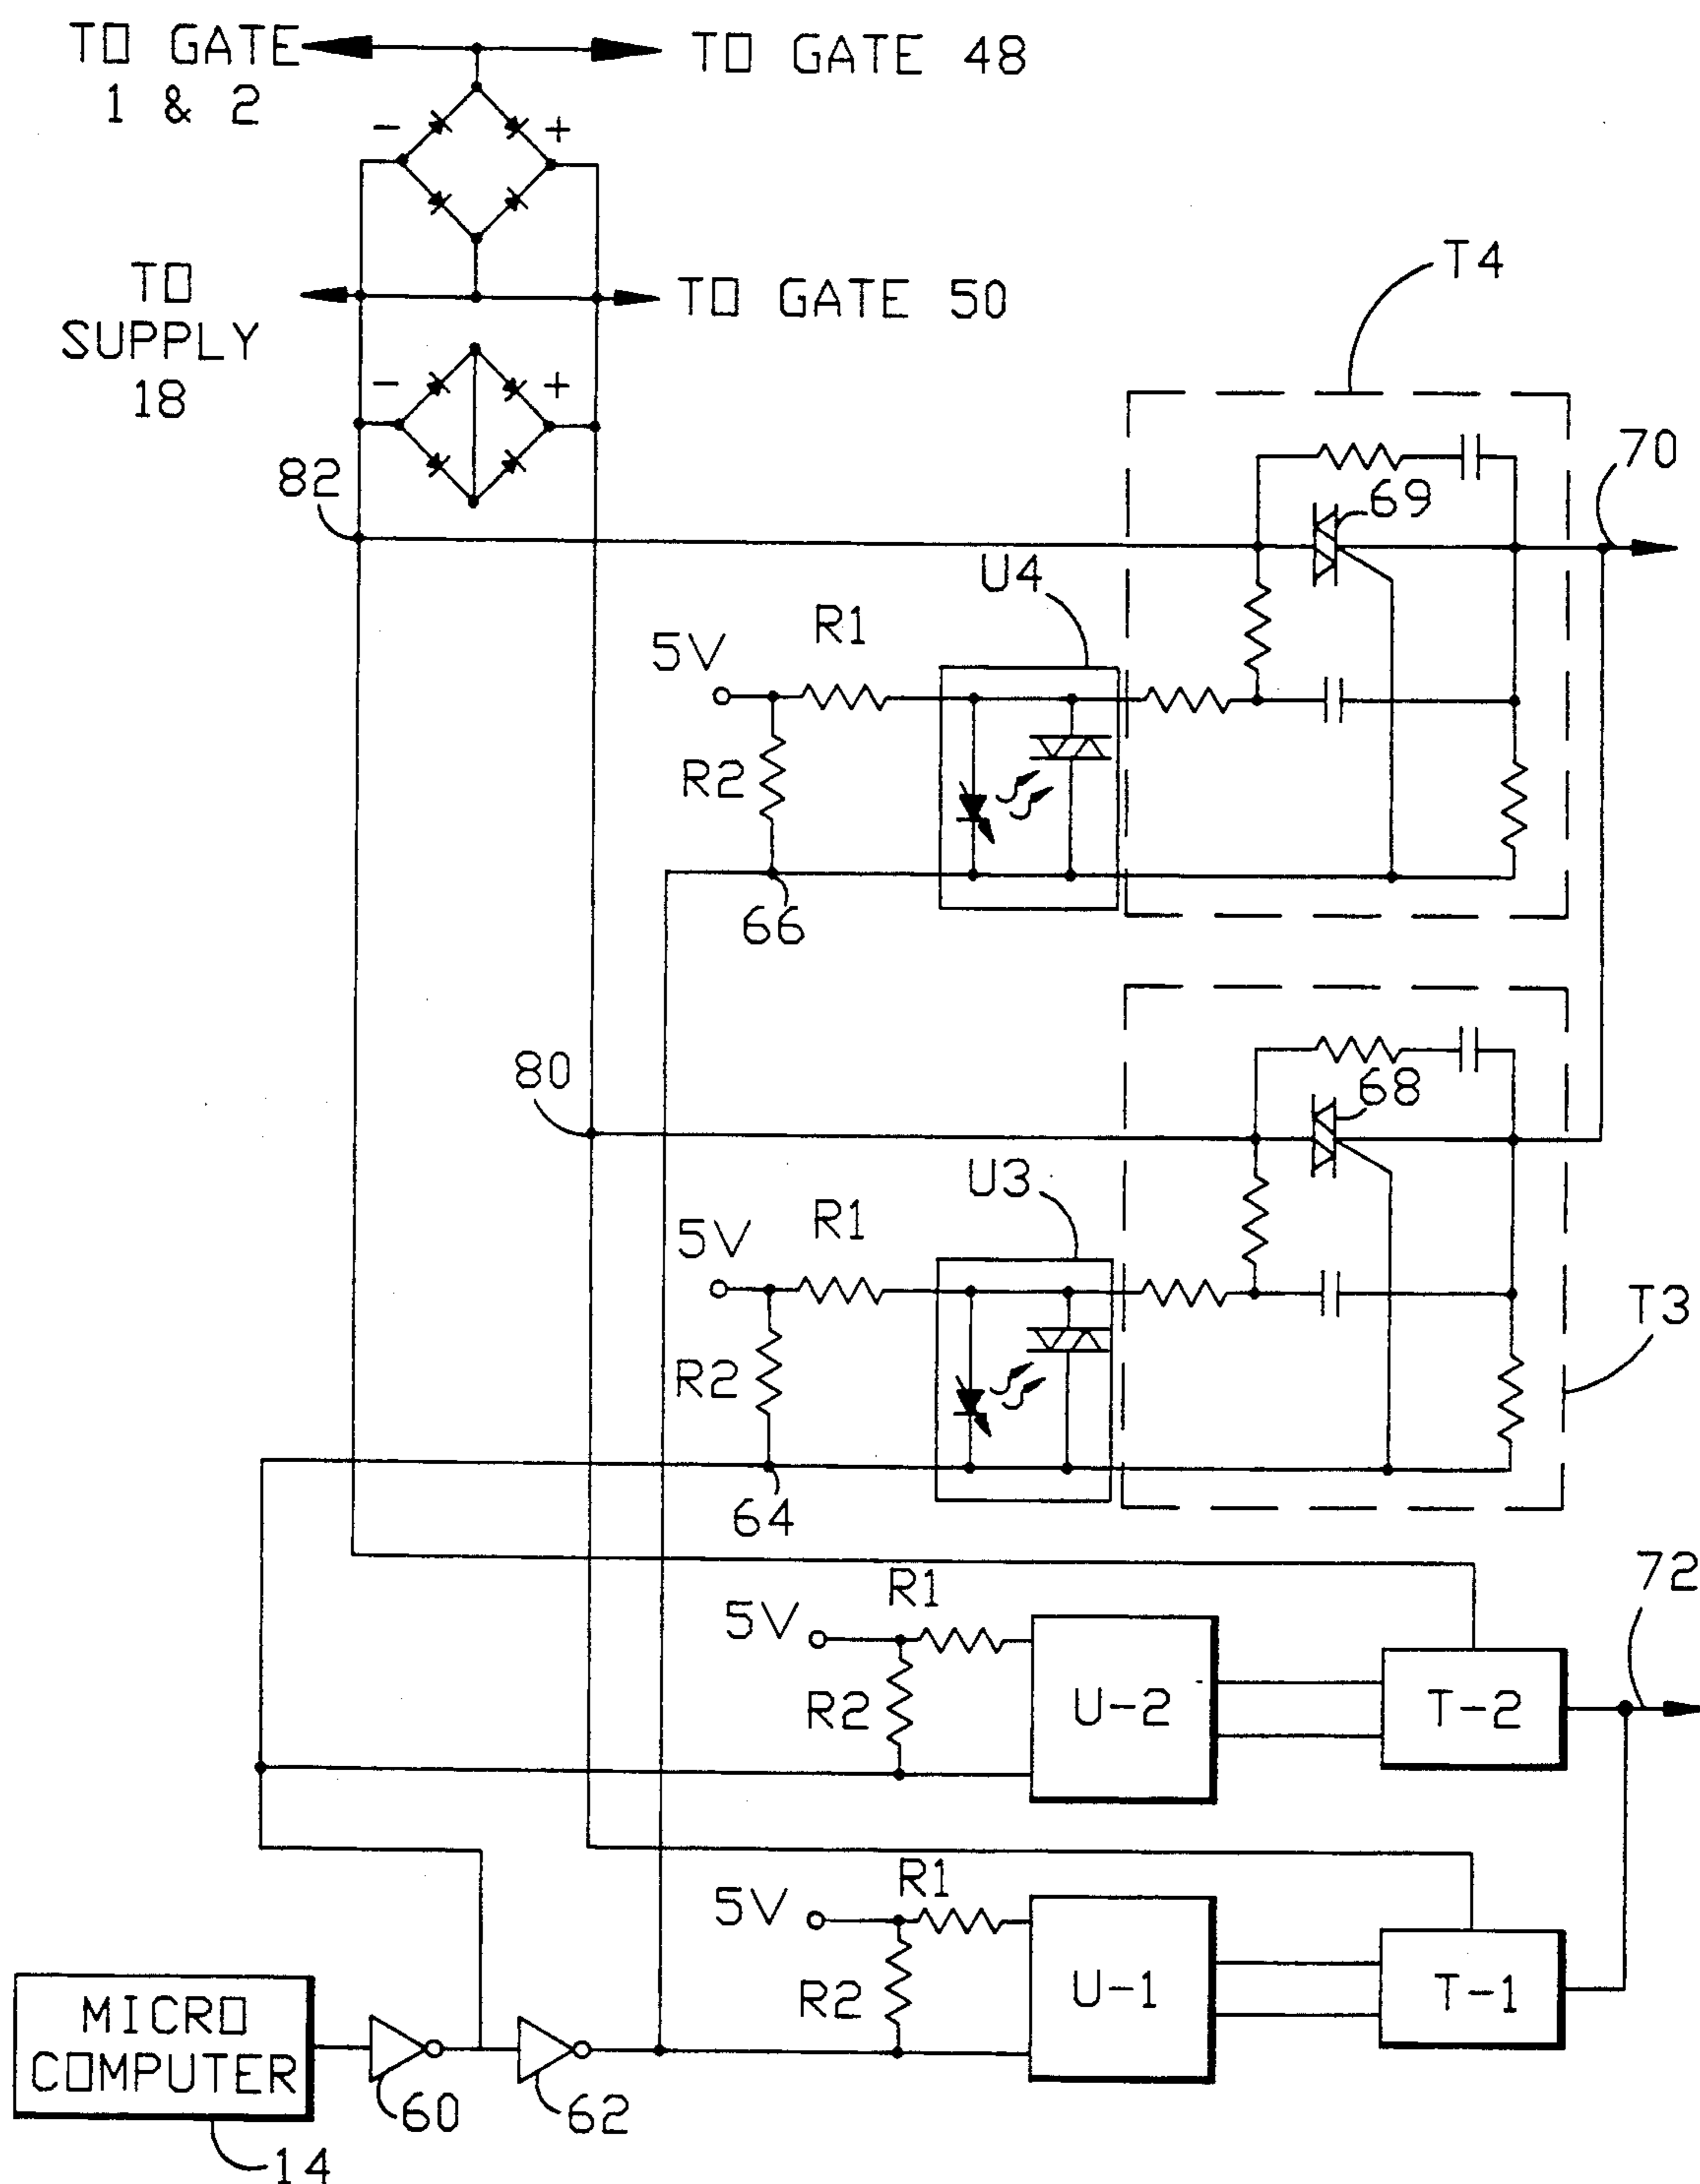 TO GATE
1 & 2
TO GATE 48
- +
TO
SUPPLY
18
TO GATE 50
T4
- +
82
70
69
U4
R1
5V
R2
66
80
68
U3
R1
5V
T3
R2
64
72
R1
5V
R2
U-2
T-2
R1
5V
R2
U-1
T-1
MICRO
COMPUTER
60
62
14